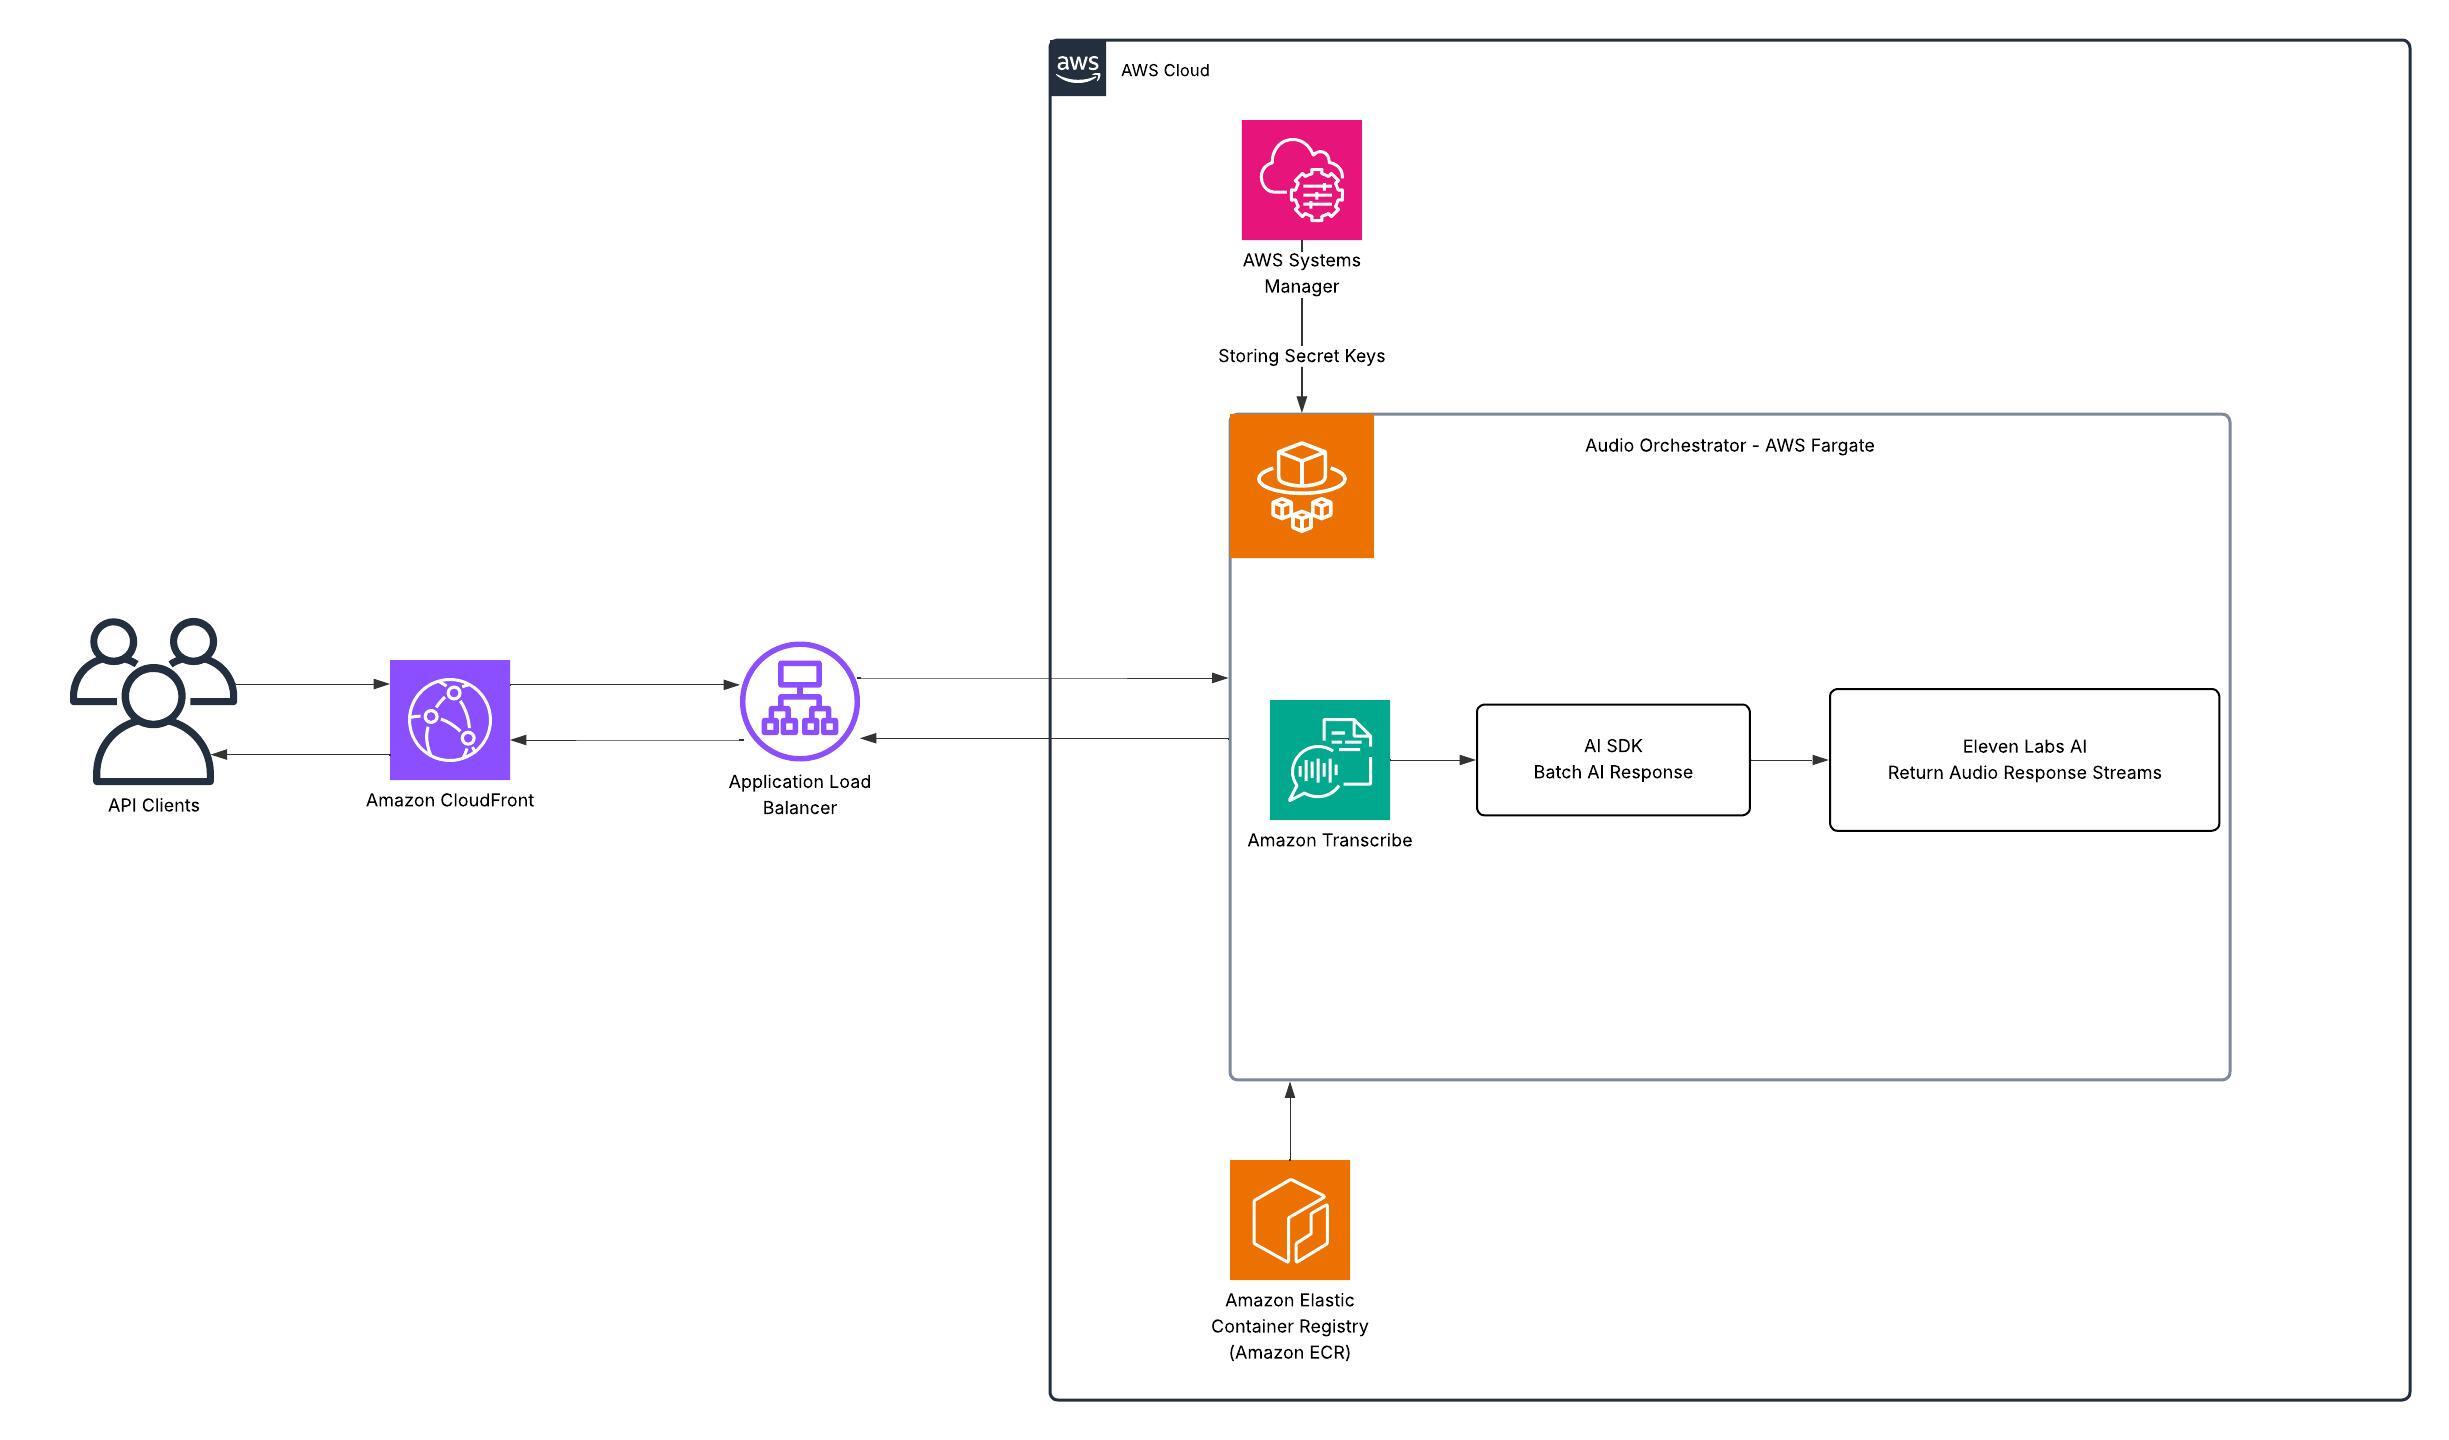 aws
AWS Cloud
AWS Systems
Manager
Storing Secret Keys
Audio Orchestrator - AWS Fargate
API Clients
Amazon CloudFront
Application Load
Balancer
Amazon Transcribe
AI SDK
Batch AI Response
Eleven Labs AI
Return Audio Response Streams
Amazon Elastic
Container Registry
(Amazon ECR)